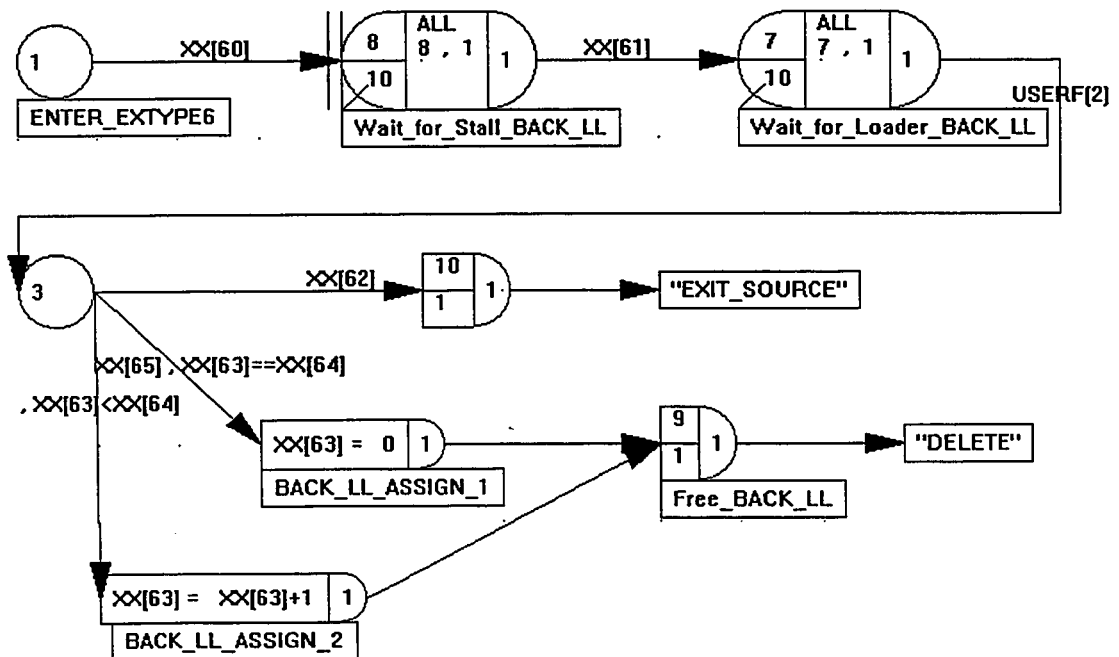 1
ENTER_EXTYPE6
XX[60]
8
10
ALL
8 , 1
1
Wait_for_Stall_BACK_LL
XX[61]
7
10
ALL
7 , 1
1
Wait_for_Loader_BACK_LL
USERF[2]
3
XX[62]
10
1
1
"EXIT_SOURCE"
XX[65] , XX[63]==XX[64]
, XX[63]<XX[64]
XX[63] = 0
1
BACK_LL_ASSIGN_1
9
1
1
Free_BACK_LL
"DELETE"
XX[63] = XX[63]+1
1
BACK_LL_ASSIGN_2